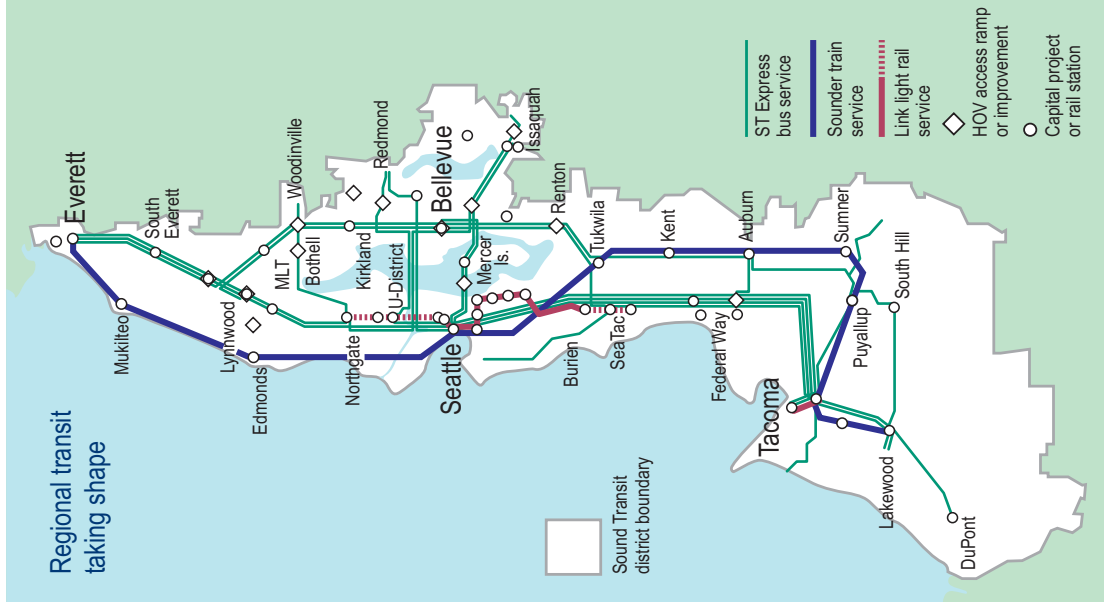 Regional transit
taking shape
Everett
South
Everett
Mukilteo
Lynnwood
Edmonds
MLT
Bothell
Woodinville
Kirkland
Redmond
Northgate
U-District
Bellevue
Seattle
Mercer
Is.
Issaquah
Renton
Tukwila
Burien
SeaTac
Kent
Federal Way
Auburn
Tacoma
Sumner
Puyallup
South Hill
Lakewood
DuPont
Sound Transit
district boundary
ST Express
bus service
Sounder train
service
Link light rail
service
HOV access ramp
or improvement
Capital project
or rail station